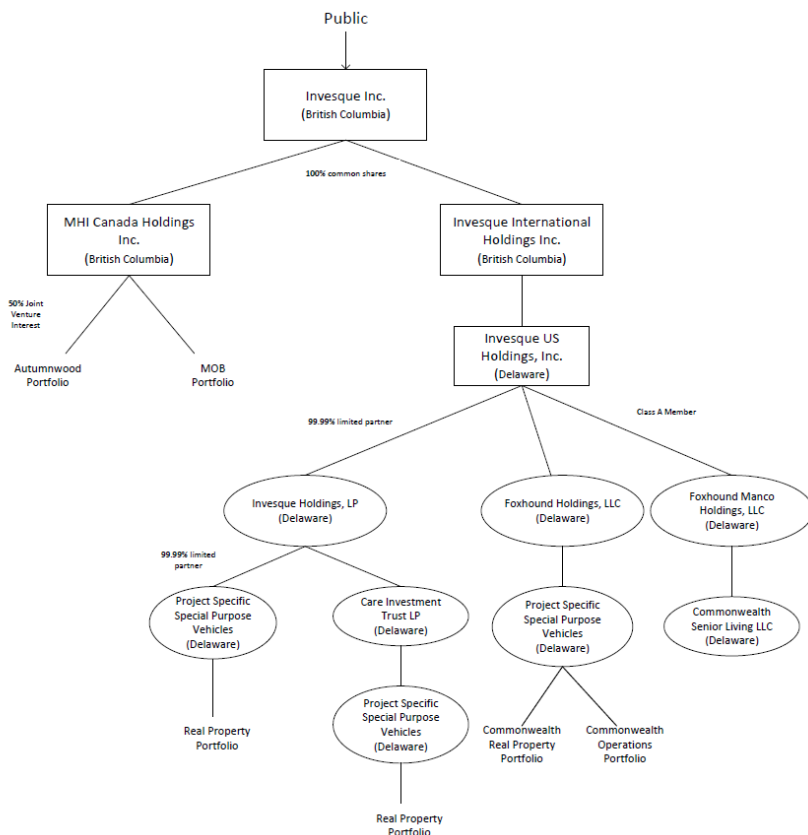 Public
Invesque Inc.
(British Columbia)
100% common shares
MHI Canada Holdings
Inc.
(British Columbia)
Invesque International
Holdings Inc.
(British Columbia)
50% Joint
Venture
Interest
Autumnwood
Portfolio
MOB
Portfolio
Invesque US
Holdings, Inc.
(Delaware)
99.99% limited partner
Class A Member
Invesque Holdings, LP
(Delaware)
Foxhound Holdings, LLC
(Delaware)
Foxhound Manco
Holdings, LLC
(Delaware)
99.99% limited
partner
Project Specific
Special Purpose
Vehicles
(Delaware)
Care Investment
Trust LP
(Delaware)
Project Specific
Special Purpose
Vehicles
(Delaware)
Commonwealth
Senior Living LLC
(Delaware)
Real Property
Portfolio
Project Specific
Special Purpose
Vehicles
(Delaware)
Commonwealth
Real Property
Portfolio
Commonwealth
Operations
Portfolio
Real Property
Portfolio